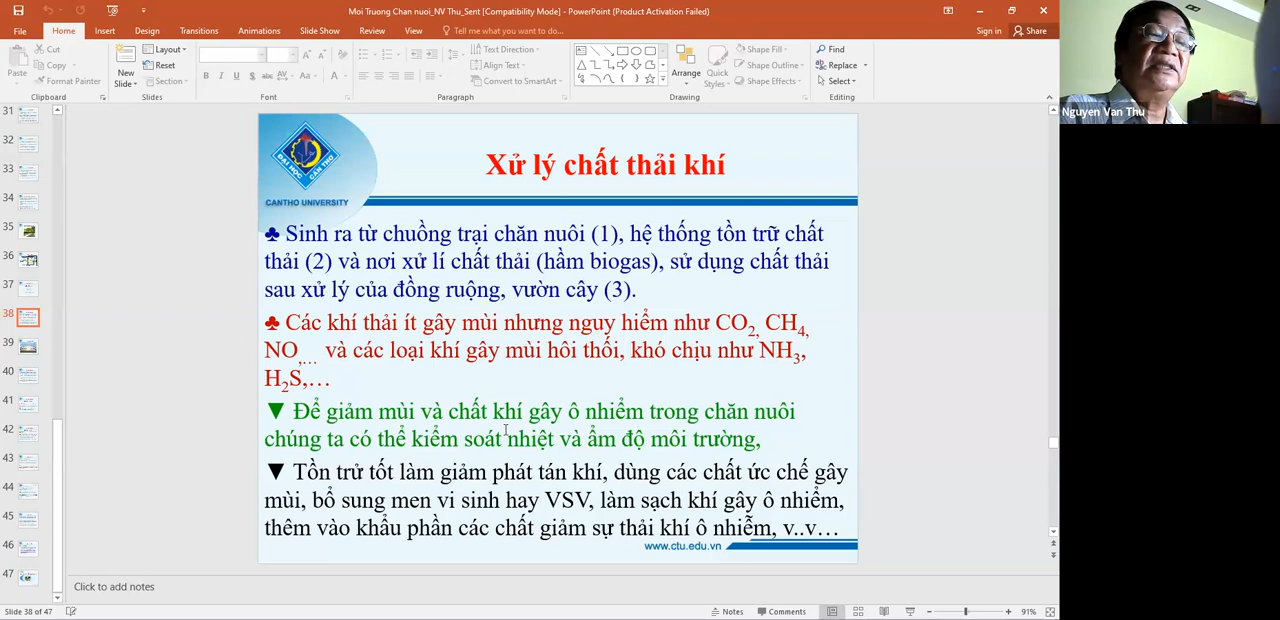 Moi Truong Chan nuoi_NV Thu_Sent [Compatibility Mode] - PowerPoint (Product Activation Failed)
File Home Insert Design Transitions Animations Slide Show Review View Tell me what you want to do... Sign in Share
Cut
Copy
Format Painter
Paste
Clipboard
New Slide
Layout
Reset
Section
Slides
Font
Text Direction
Align Text
Convert to SmartArt
Paragraph
Arrange
Quick Styles
Shape Fill
Shape Outline
Shape Effects
Drawing
Find
Replace
Select
Editing
Nguyen Van Thu
31
32
33
34
35
36
37
38
39
40
41
42
43
44
45
46
47
ĐẠI HỌC CẦN THƠ
CANTHO UNIVERSITY
Xử lý chất thải khí
♣ Sinh ra từ chuồng trại chăn nuôi (1), hệ thống tồn trữ chất
thải (2) và nơi xử lí chất thải (hầm biogas), sử dụng chất thải
sau xử lý của đồng ruộng, vườn cây (3).
♣ Các khí thải ít gây mùi nhưng nguy hiểm như CO2, CH4,
NO,... và các loại khí gây mùi hôi thối, khó chịu như NH3,
H2S,…
▼ Để giảm mùi và chất khí gây ô nhiễm trong chăn nuôi
chúng ta có thể kiểm soát nhiệt và ẩm độ môi trường,
▼ Tồn trử tốt làm giảm phát tán khí, dùng các chất ức chế gây
mùi, bổ sung men vi sinh hay VSV, làm sạch khí gây ô nhiểm,
thêm vào khẩu phần các chất giảm sự thải khí ô nhiễm, v..v…
www.ctu.edu.vn
Click to add notes
Slide 38 of 47
Notes Comments 91%